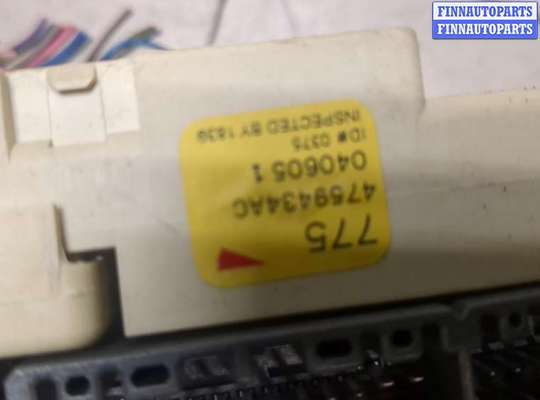 FINNAUTOPARTS
FINNAUTOPARTS
775
4759434AC
040605 1
ID# 0375
INSPECTED BY 1839